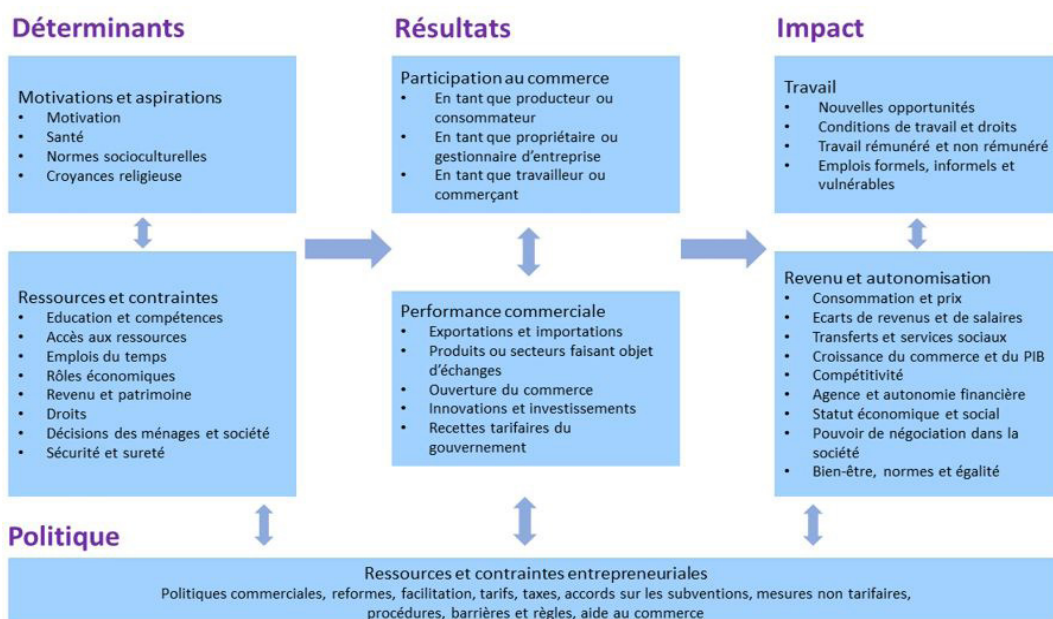 Déterminants
Motivations et aspirations
• Motivation
• Santé
• Normes socioculturelles
• Croyances religieuse
Ressources et contraintes
• Education et compétences
• Accès aux ressources
• Emplois du temps
• Rôles économiques
• Revenu et patrimoine
• Droits
• Décisions des ménages et société
• Sécurité et sureté
Résultats
Participation au commerce
• En tant que producteur ou
consommateur
• En tant que propriétaire ou
gestionnaire d'entreprise
• En tant que travailleur ou
commerçant
Performance commerciale
• Exportations et importations
• Produits ou secteurs faisant objet
d'échanges
• Ouverture du commerce
• Innovations et investissements
• Recettes tarifaires du
gouvernement
Impact
Travail
• Nouvelles opportunités
• Conditions de travail et droits
• Travail rémunéré et non rémunéré
• Emplois formels, informels et
vulnérables
Revenu et autonomisation
• Consommation et prix
• Ecarts de revenus et de salaires
• Transferts et services sociaux
• Croissance du commerce et du PIB
• Compétitivité
• Agence et autonomie financière
• Statut économique et social
• Pouvoir de négociation dans la
société
• Bien-être, normes et égalité
Politique
Ressources et contraintes entrepreneuriales
Politiques commerciales, reformes, facilitation, tarifs, taxes, accords sur les subventions, mesures non tarifaires,
procédures, barrières et règles, aide au commerce